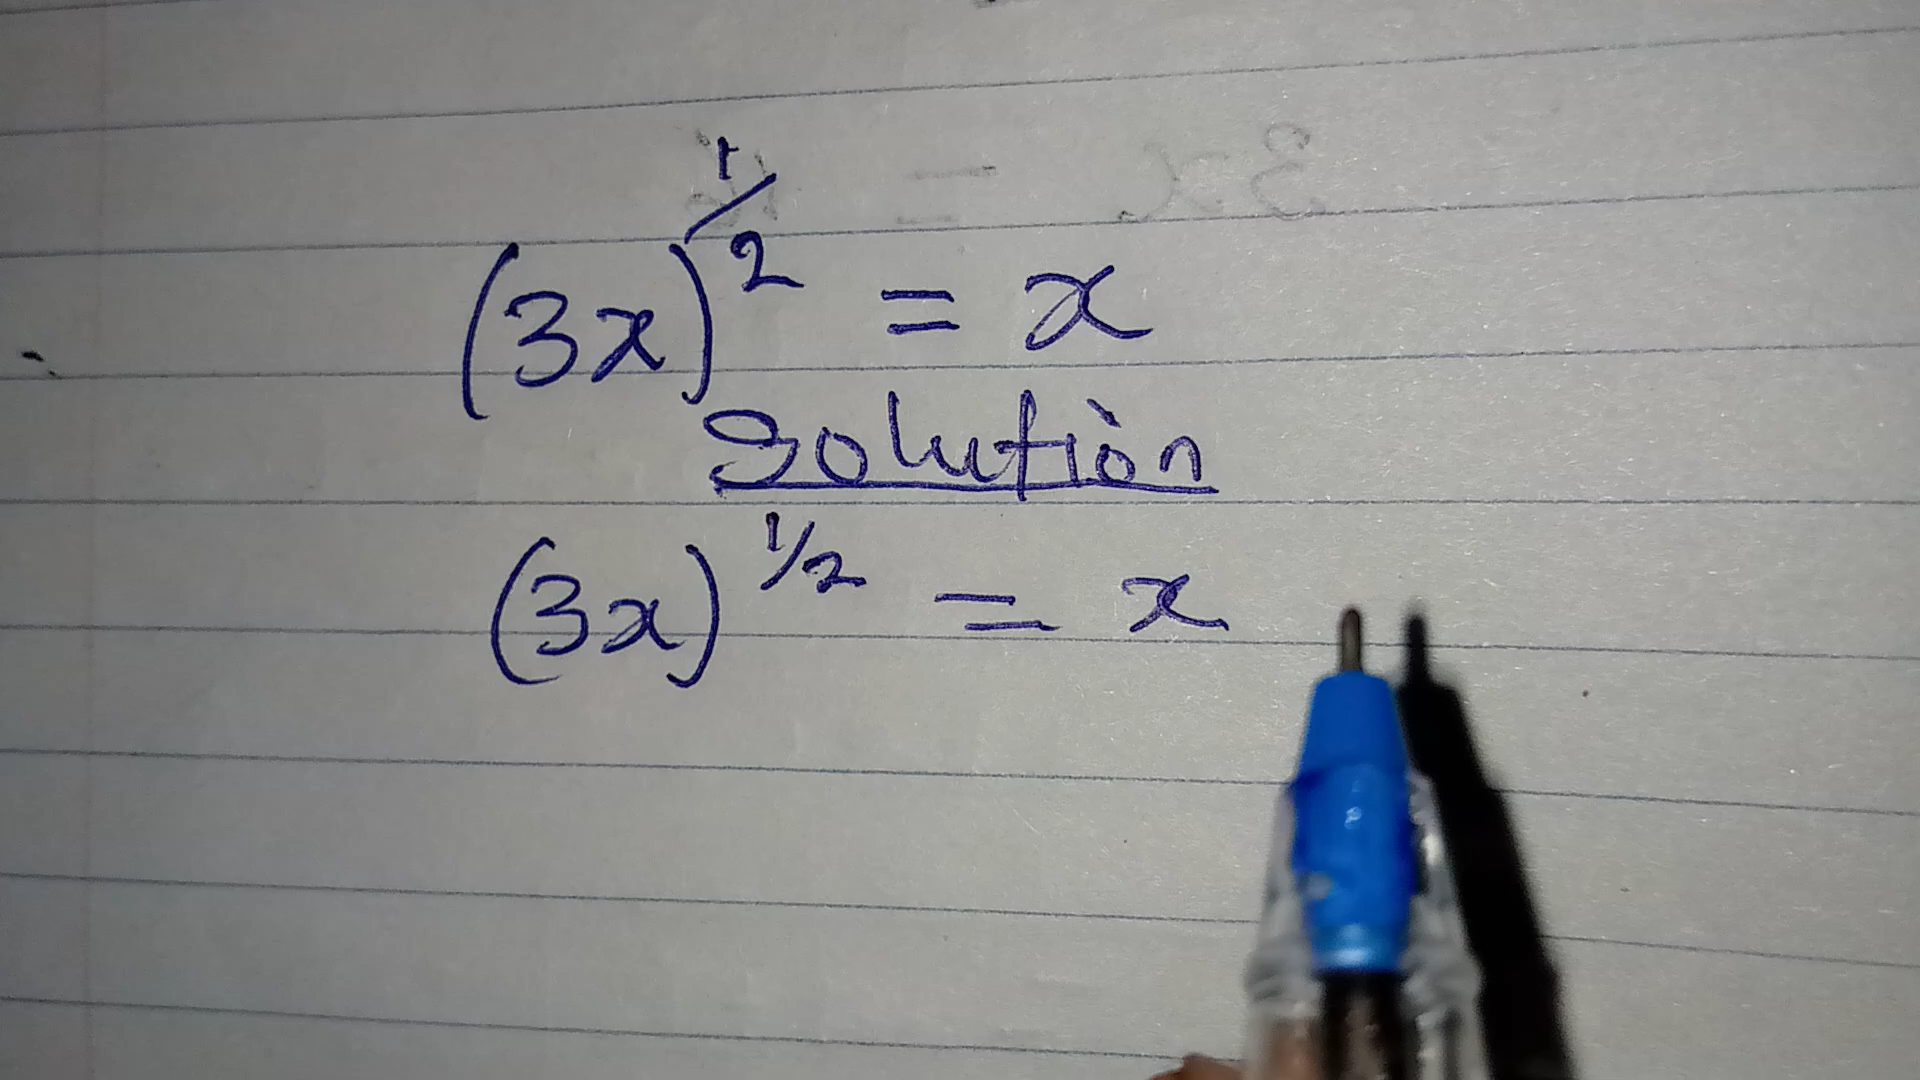 (3x)^1/2 = x
Solution
(3x)^1/2 = x